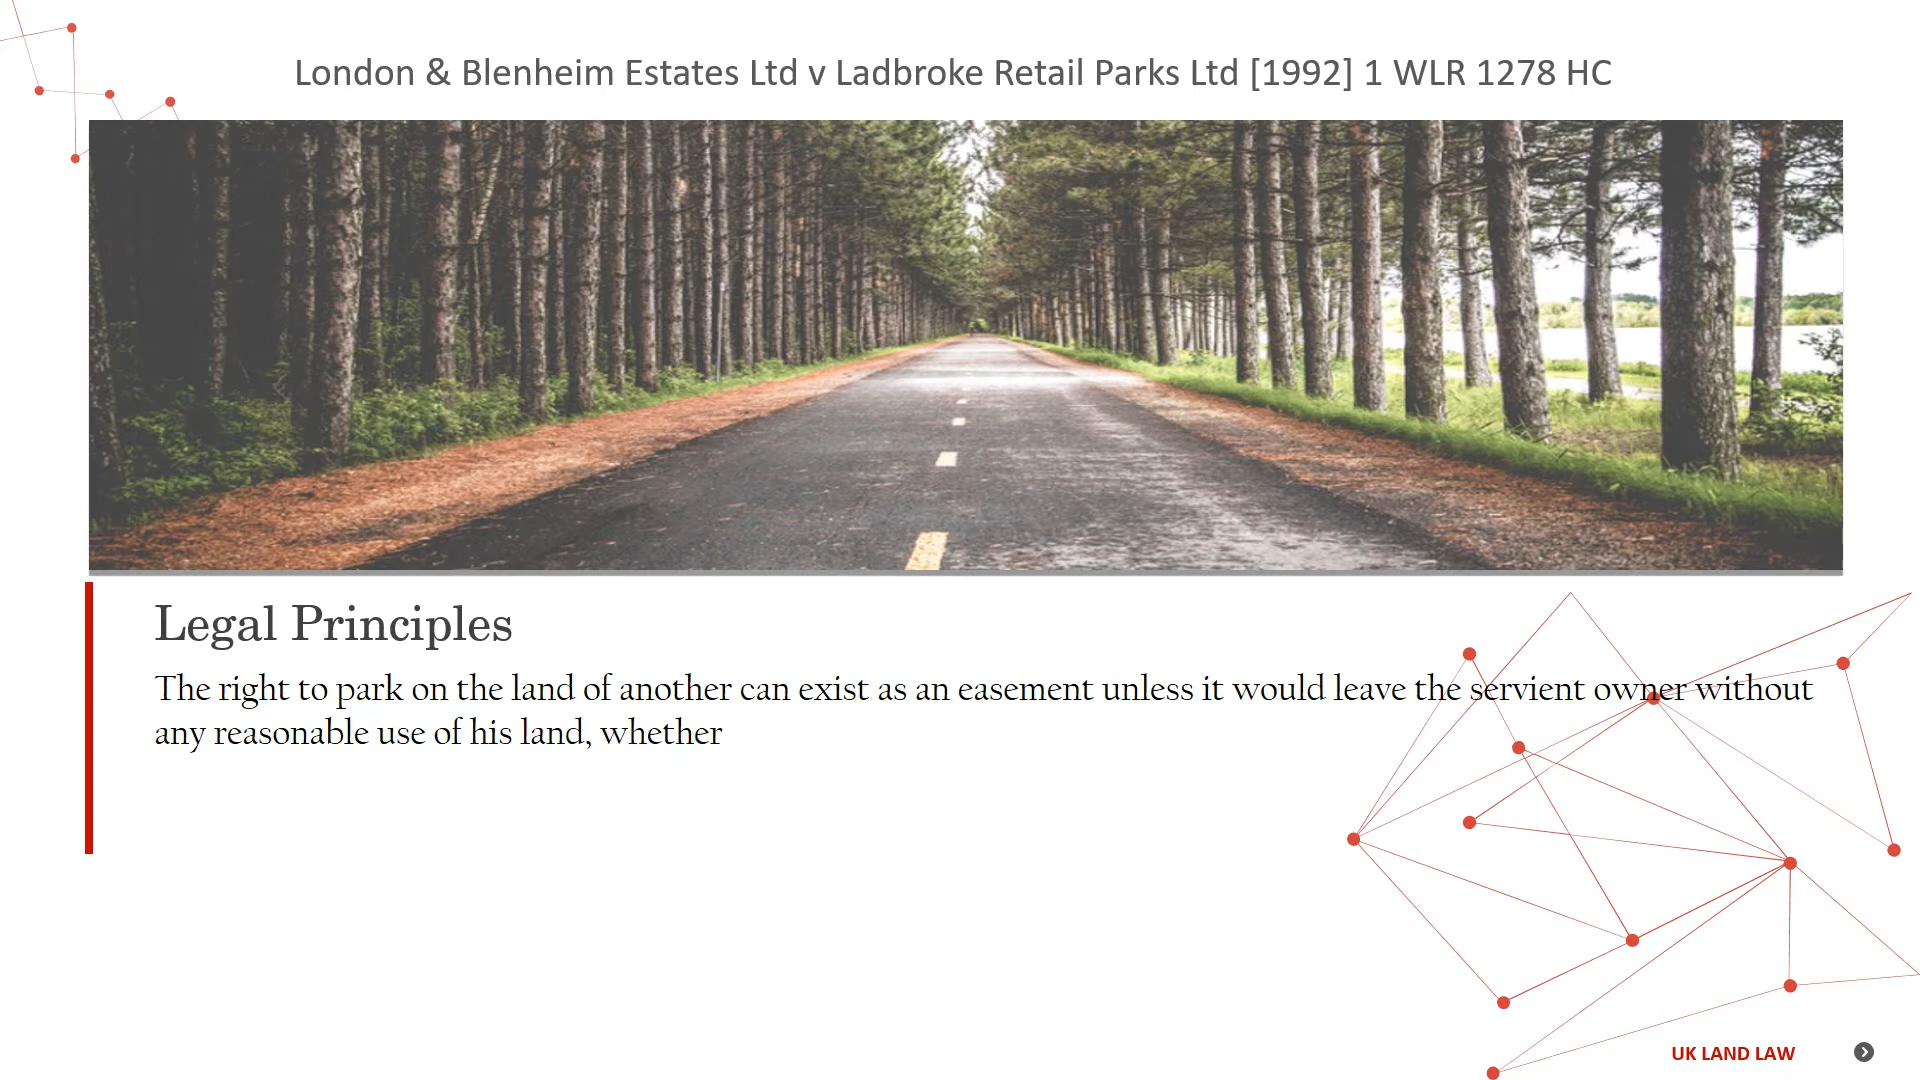 London & Blenheim Estates Ltd v Ladbroke Retail Parks Ltd [1992] 1 WLR 1278 HC
Legal Principles
The right to park on the land of another can exist as an easement unless it would leave the servient owner without
any reasonable use of his land, whether
UK LAND LAW